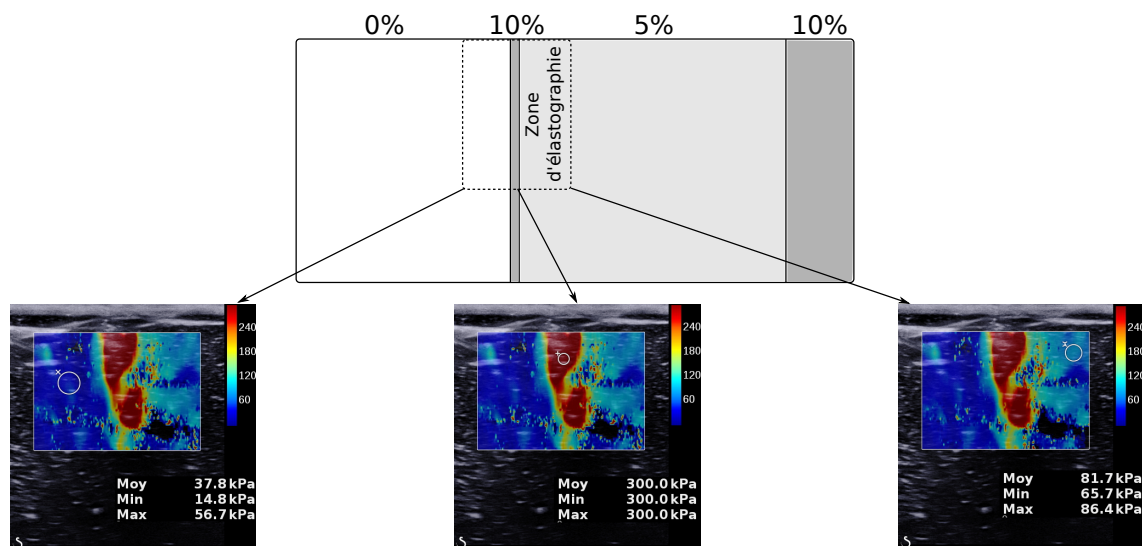 0% 10% 5% 10%
Zone
d'élastographie
240
180
120
60
Moy 37.8 kPa
Min 14.8 kPa
Max 56.7 kPa
240
180
120
60
Moy 300.0 kPa
Min 300.0 kPa
Max 300.0 kPa
240
180
120
60
Moy 81.7 kPa
Min 65.7 kPa
Max 86.4 kPa